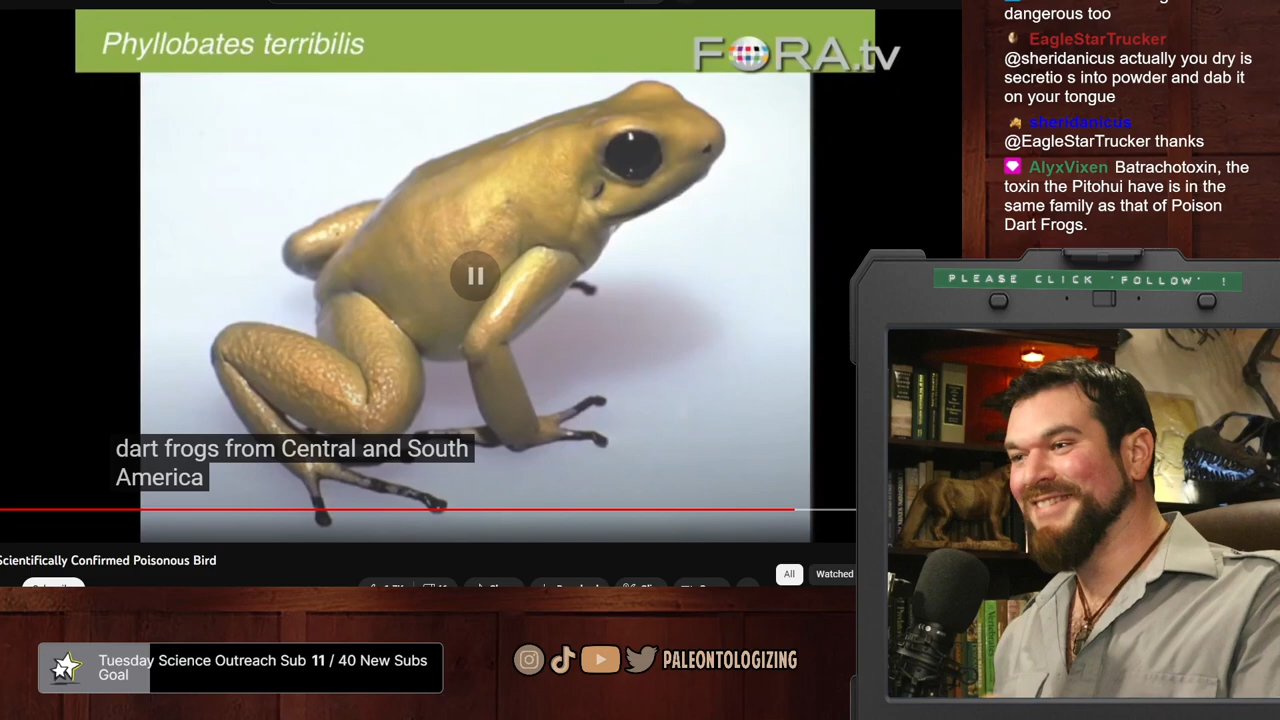 Phyllobates terribilis
FORA.tv
dart frogs from Central and South
America
Scientifically Confirmed Poisonous Bird
All
Watched
dangerous too
EagleStarTrucker
@sheridanicus actually you dry is
secretio s into powder and dab it
on your tongue
sheridanicus
@EagleStarTrucker thanks
AlyxVixen Batrachotoxin, the
toxin the Pitohui have is in the
same family as that of Poison
Dart Frogs.
PLEASE CLICK 'FOLLOW' !
Tuesday Science Outreach Sub 11 / 40 New Subs
Goal
PALEONTOLOGIZING